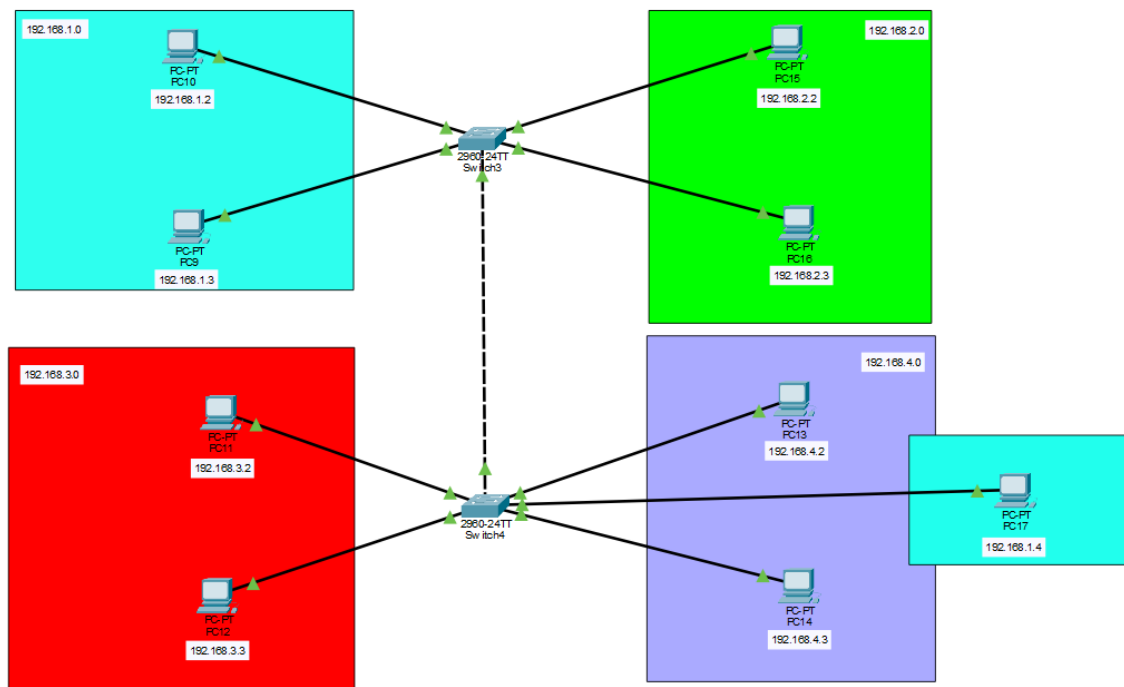 192.168.1.0
PC-PT
PC10
192.168.1.2
PC-PT
PC9
192.168.1.3
192.168.2.0
PC-PT
PC15
192.168.2.2
PC-PT
PC16
192.168.2.3
2960-24TT
Switch3
192.168.3.0
PC-PT
PC11
192.168.3.2
PC-PT
PC12
192.168.3.3
2960-24TT
Switch4
192.168.4.0
PC-PT
PC13
192.168.4.2
PC-PT
PC14
192.168.4.3
PC-PT
PC17
192.168.1.4